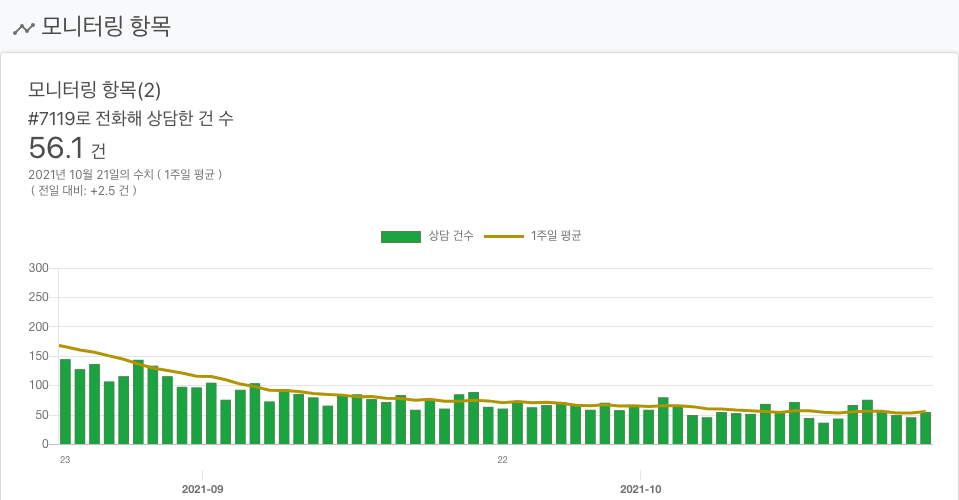 모니터링 항목
모니터링 항목(2)
#7119로 전화해 상담한 건 수
56.1 건
2021년 10월 21일의 수치 ( 1주일 평균 )
( 전일 대비: +2.5 건 )
상담 건수 1주일 평균
300
250
200
150
100
50
0
23 22
2021-09 2021-10